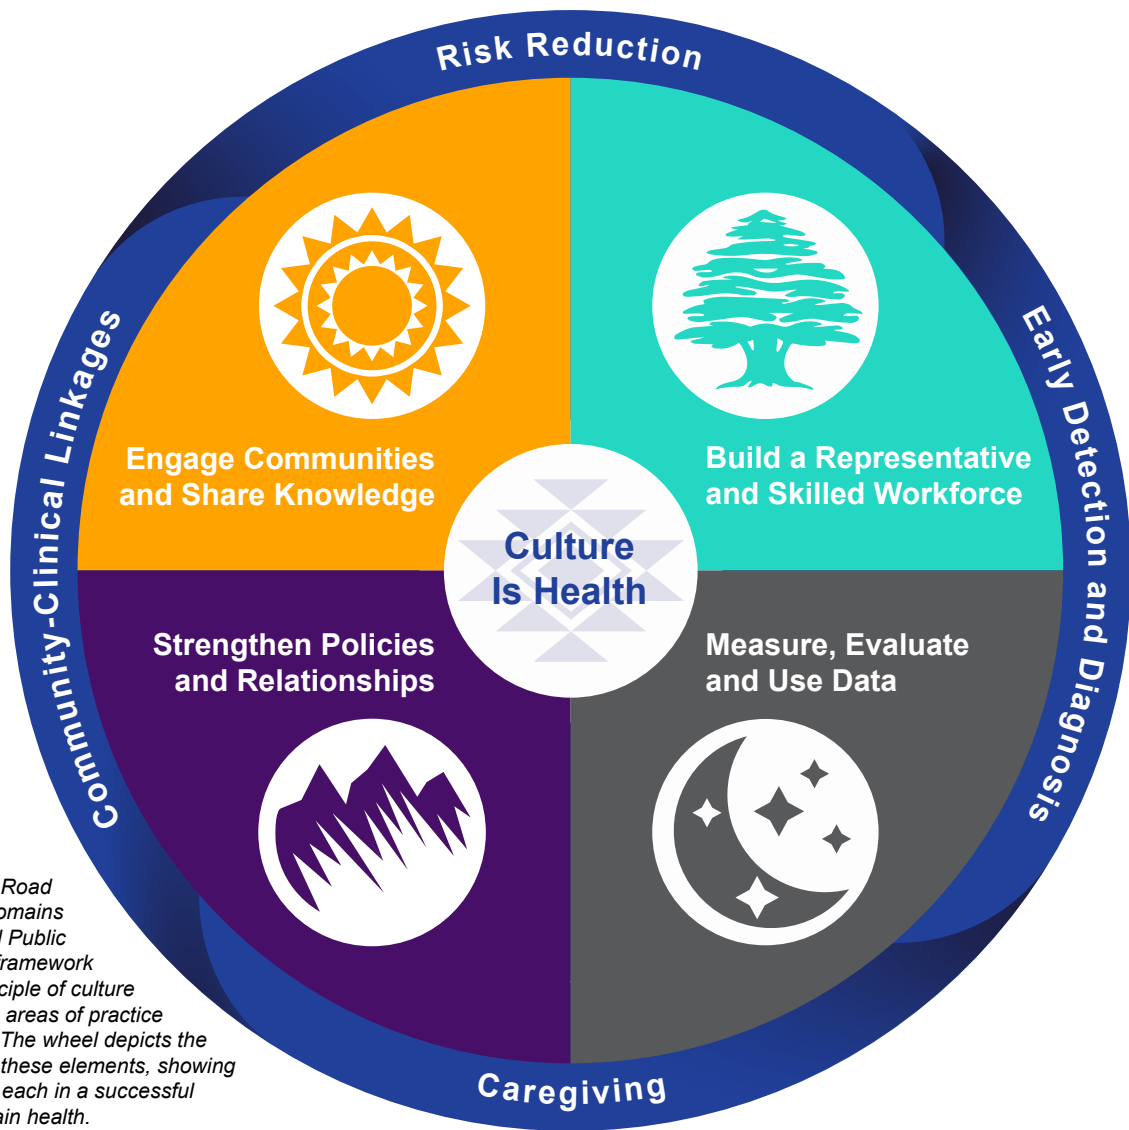 Risk Reduction
Engage Communities
and Share Knowledge
Build a Representative
and Skilled Workforce
Culture
Is Health
Strengthen Policies
and Relationships
Measure, Evaluate
and Use Data
Community-Clinical Linkages
Early Detection and Diagnosis
Caregiving
Road
omains
Public
framework
ciple of culture
areas of practice
The wheel depicts the
these elements, showing
each in a successful
ain health.